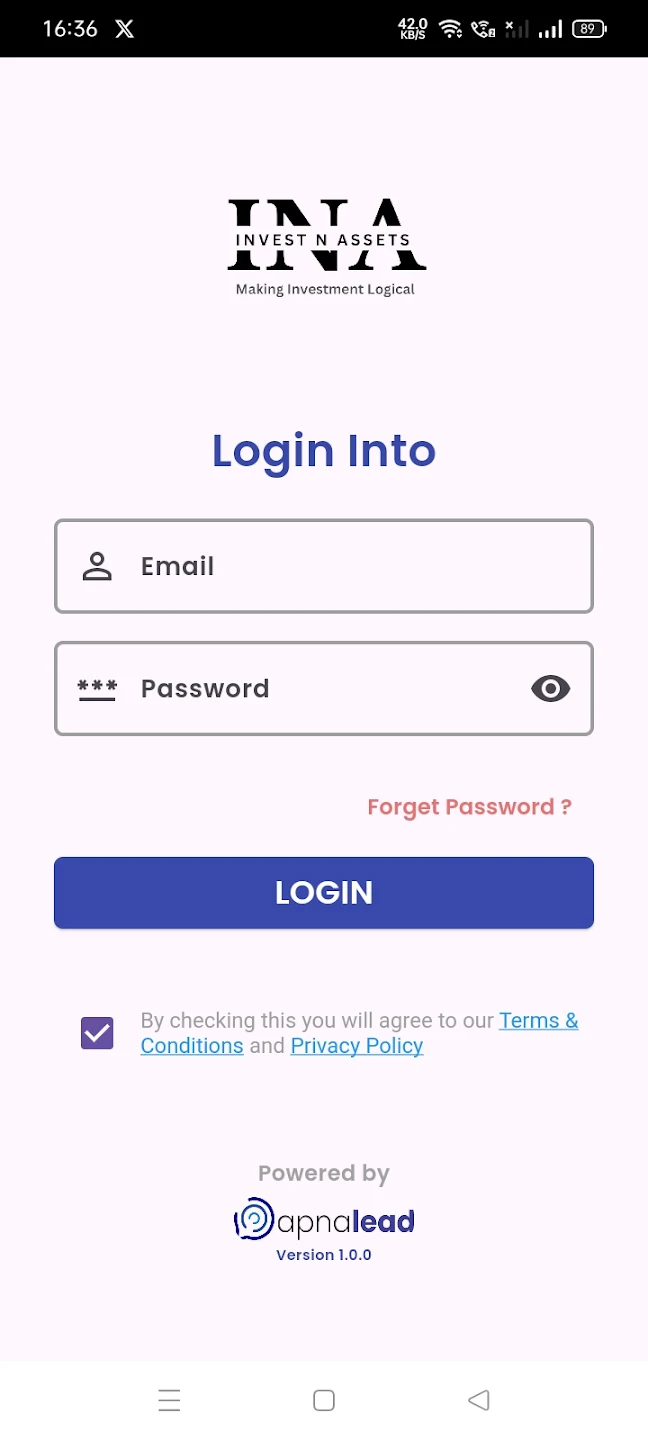 16:36 X 42.0 KB/S 89
INA
INVEST N ASSETS
Making Investment Logical
Login Into
Email
*** Password
Forget Password ?
LOGIN
By checking this you will agree to our Terms &
Conditions and Privacy Policy
Powered by
apnalead
Version 1.0.0